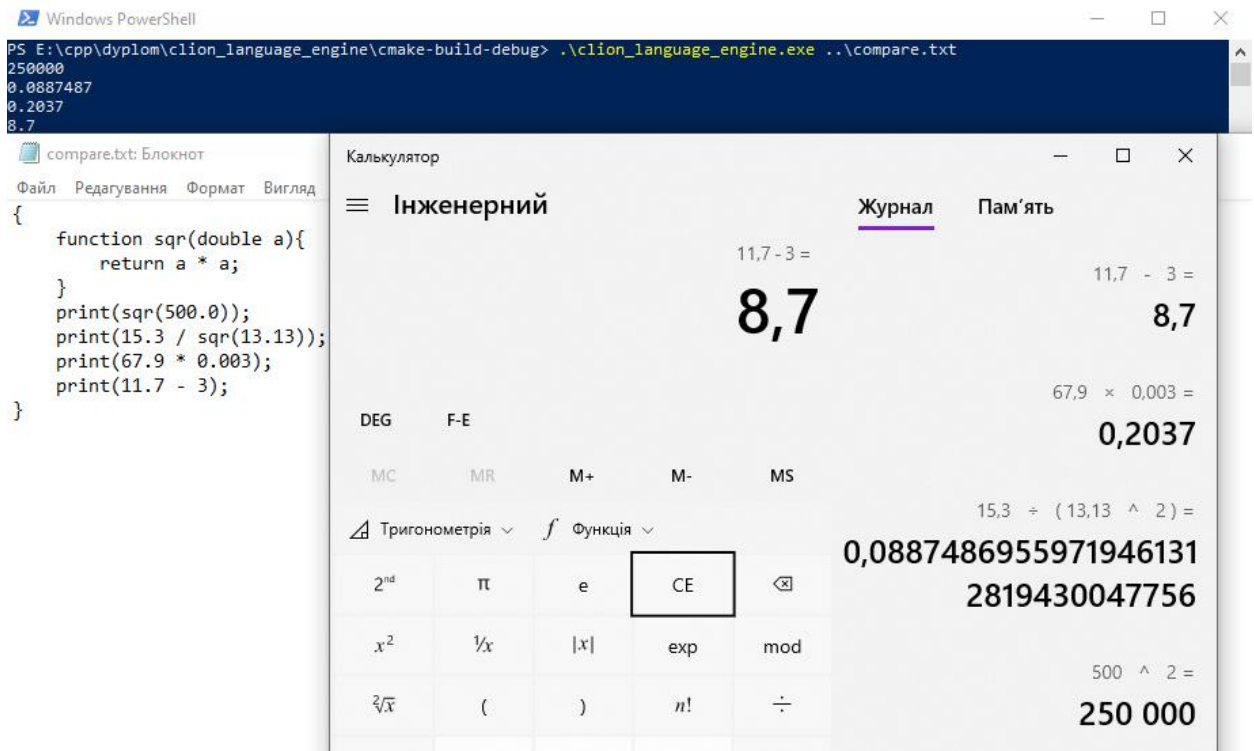 Windows PowerShell
PS E:\cpp\dyplom\clion_language_engine\cmake-build-debug> .\clion_language_engine.exe ..\compare.txt
250000
0.0887487
0.2037
8.7
compare.txt: Блокнот
Файл Редагування Формат Вигляд
{
function sqr(double a){
return a * a;
}
print(sqr(500.0));
print(15.3 / sqr(13.13));
print(67.9 * 0.003);
print(11.7 - 3);
}
Калькулятор
Інженерний
11,7 - 3 =
8,7
DEG F-E
MC MR M+ M- MS
Тригонометрія f Функція
2nd π e CE
x² ¹/x |x| exp mod
²√x ( ) n! ÷
Журнал Пам’ять
11,7 - 3 =
8,7
67,9 × 0,003 =
0,2037
15,3 ÷ ( 13,13 ^ 2 ) =
0,0887486955971946131
2819430047756
500 ^ 2 =
250 000